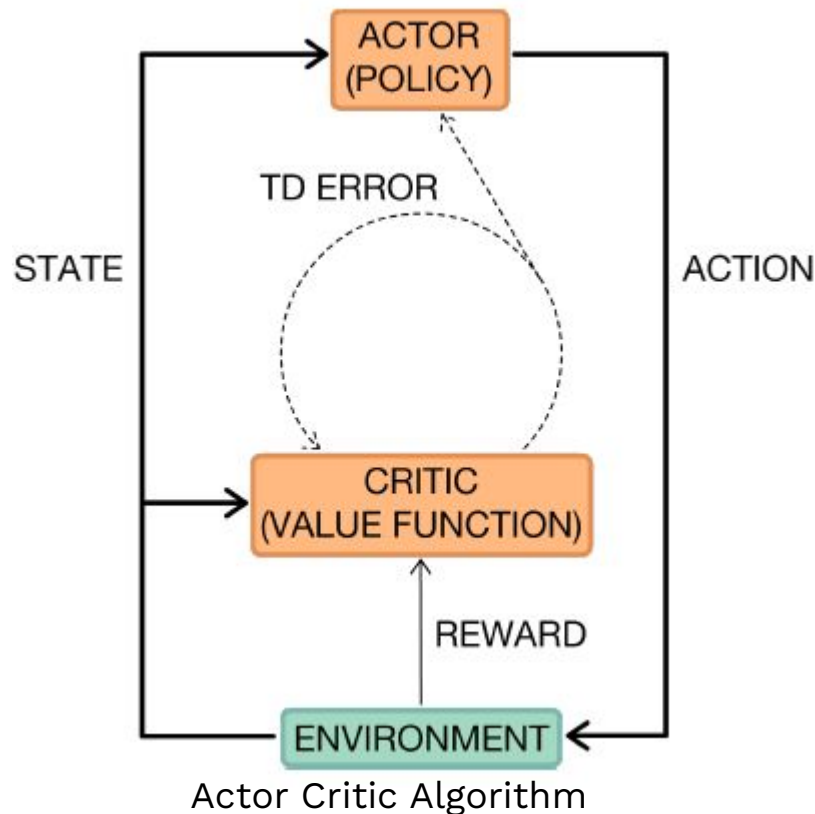 ACTOR
(POLICY)
TD ERROR
STATE
ACTION
CRITIC
(VALUE FUNCTION)
REWARD
ENVIRONMENT
Actor Critic Algorithm